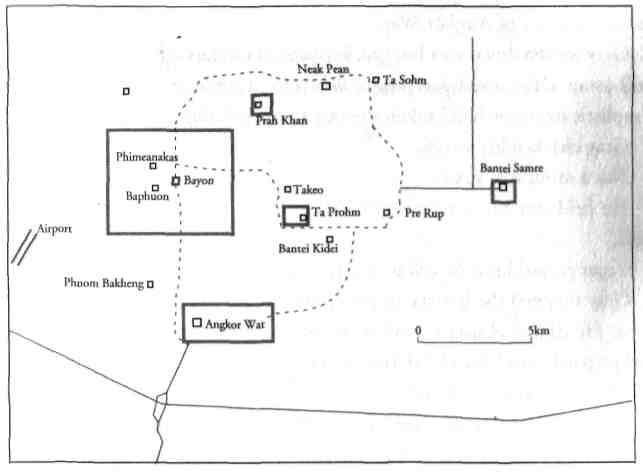 Neak Pean
Ta Sohm
Prah Khan
Phimeanakas
Bantei Samre
Bayon
Baphuon
Takeo
Ta Prohm
Pre Rup
Airport
Bantei Kidei
Phnom Bakheng
Angkor Wat
0
5km